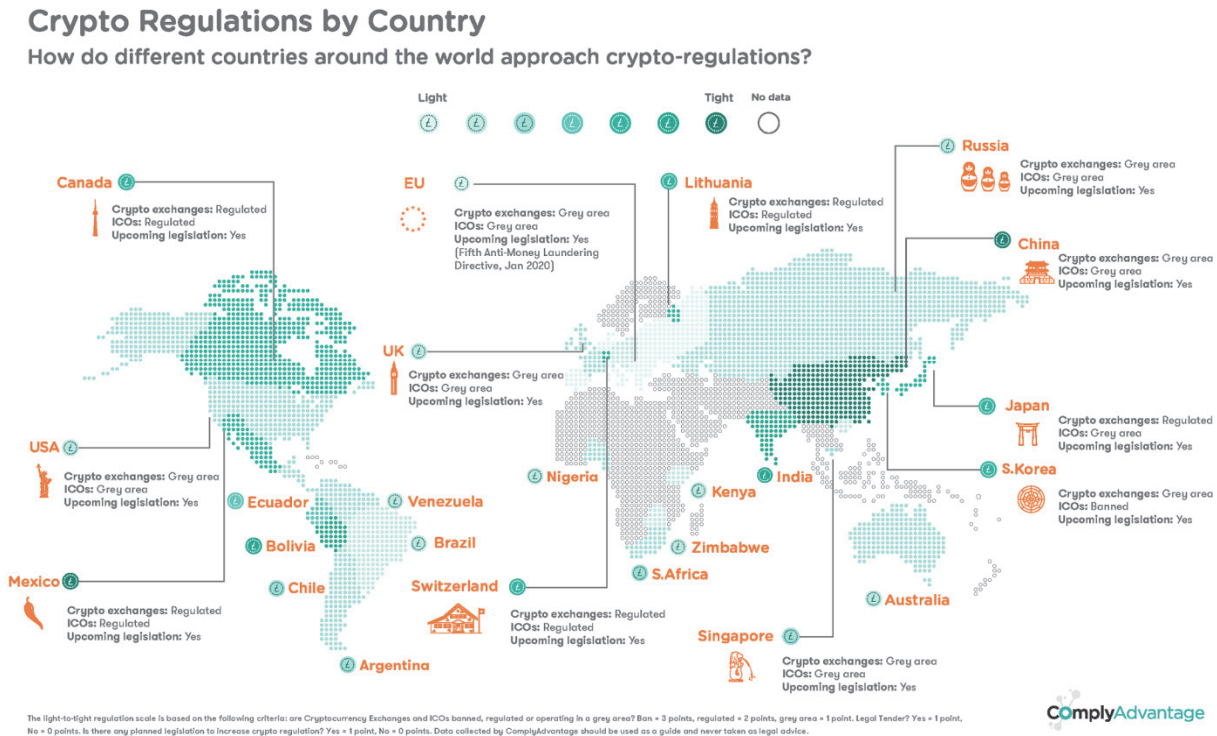 Crypto Regulations by Country
How do different countries around the world approach crypto-regulations?
Light
Tight
No data
Canada
Crypto exchanges: Regulated
ICOs: Regulated
Upcoming legislation: Yes
EU
Crypto exchanges: Grey area
ICOs: Grey area
Upcoming legislation: Yes
(Fifth Anti-Money Laundering
Directive, Jan 2020)
Lithuania
Crypto exchanges: Regulated
ICOs: Regulated
Upcoming legislation: Yes
Russia
Crypto exchanges: Grey area
ICOs: Grey area
Upcoming legislation: Yes
China
Crypto exchanges: Grey area
ICOs: Grey area
Upcoming legislation: Yes
UK
Crypto exchanges: Grey area
ICOs: Grey area
Upcoming legislation: Yes
Japan
Crypto exchanges: Regulated
ICOs: Grey area
Upcoming legislation: Yes
USA
Crypto exchanges: Grey area
ICOs: Grey area
Upcoming legislation: Yes
S.Korea
Crypto exchanges: Grey area
ICOs: Banned
Upcoming legislation: Yes
Nigeria
India
Kenya
Ecuador
Venezuela
Bolivia
Brazil
Zimbabwe
S.Africa
Mexico
Crypto exchanges: Regulated
ICOs: Regulated
Upcoming legislation: Yes
Chile
Switzerland
Crypto exchanges: Regulated
ICOs: Regulated
Upcoming legislation: Yes
Australia
Singapore
Crypto exchanges: Grey area
ICOs: Grey area
Upcoming legislation: Yes
Argentina
The light-to-tight regulation scale is based on the following criteria: are Cryptocurrency Exchanges and ICOs banned, regulated or operating in a grey area? Ban = 3 points, regulated = 2 points, grey area = 1 point. Legal Tender? Yes = 1 point,
No = 0 points. Is there any planned legislation to increase crypto regulation? Yes = 1 point, No = 0 points. Data collected by ComplyAdvantage should be used as a guide and never taken as legal advice.
ComplyAdvantage